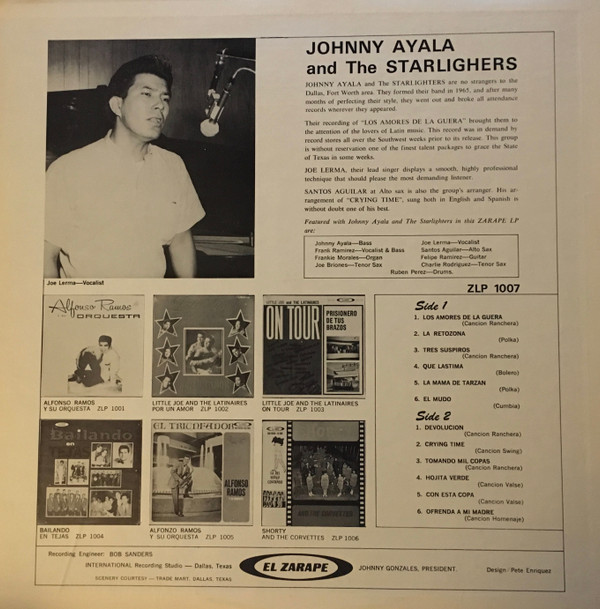 JOHNNY AYALA
and The STARLIGHERS
JOHNNY AYALA and The STARLIGHTERS are no strangers to the
Dallas, Fort Worth area. They formed their band in 1965, and after many
months of perfecting their style, they went out and broke all attendance
records wherever they appeared.
Their recording of "LOS AMORES DE LA GUERA" brought them to
the attention of the lovers of Latin music. This record was in demand by
record stores all over the Southwest weeks prior to its release. This group
is without reservation one of the finest talent packages to grace the State
of Texas in some weeks.
JOE LERMA, their lead singer displays a smooth, highly professional
technique that should please the most demanding listener.
SANTOS AGUILAR at Alto sax is also the group's arranger. His ar-
rangement of "CRYING TIME", sung both in English and Spanish is
without doubt one of his best.
Featured with Johnny Ayala and The Starlighters in this ZARAPE LP
are:
Johnny Ayala—Bass
Frank Ramirez—Vocalist & Bass
Frankie Morales—Organ
Joe Briones—Tenor Sax
Joe Lerma—Vocalist
Santos Aguilar—Alto Sax
Felipe Ramirez—Guitar
Charlie Rodriguez—Tenor Sax
Ruben Perez—Drums.
Joe Lerma—Vocalist
ZLP 1007
Alfonso Ramos
ORQUESTA
ALFONSO RAMOS
Y SU ORQUESTA ZLP 1001
LITTLE JOE AND THE LATINAIRES
POR UN AMOR ZLP 1002
LITTLE JOE and THE LATINAIRES
ON TOUR
PRISIONERO
DE TUS
BRAZOS
LITTLE JOE AND THE LATINAIRES
ON TOUR ZLP 1003
Bailando
BAILANDO
EN TEJAS ZLP 1004
EL TRIUNFADOR
ALFONSO
RAMOS
ALFONZO RAMOS
Y SU ORQUESTA ZLP 1005
AND THE CORVETTES
SHORTY
AND THE CORVETTES ZLP 1006
Side 1
1. LOS AMORES DE LA GUERA
(Cancion Ranchera)
2. LA RETOZONA
(Polka)
3. TRES SUSPIROS
(Cancion Ranchera)
4. QUE LASTIMA
(Bolero)
5. LA MAMA DE TARZAN
(Polka)
6. EL MUDO
(Cumbia)
Side 2
1. DEVOLUCION
(Cancion Ranchera)
2. CRYING TIME
(Cancion Swing)
3. TOMANDO MIL COPAS
(Cancion Ranchera)
4. HOJITA VERDE
(Cancion Valse)
5. CON ESTA COPA
(Cancion Valse)
6. OFRENDA A MI MADRE
(Cancion Homenaje)
Recording Engineer: BOB SANDERS
INTERNATIONAL Recording Studio — Dallas, Texas
SCENERY COURTESY — TRADE MART, DALLAS, TEXAS
EL ZARAPE
JOHNNY GONZALES, PRESIDENT.
Design: Pete Enriquez